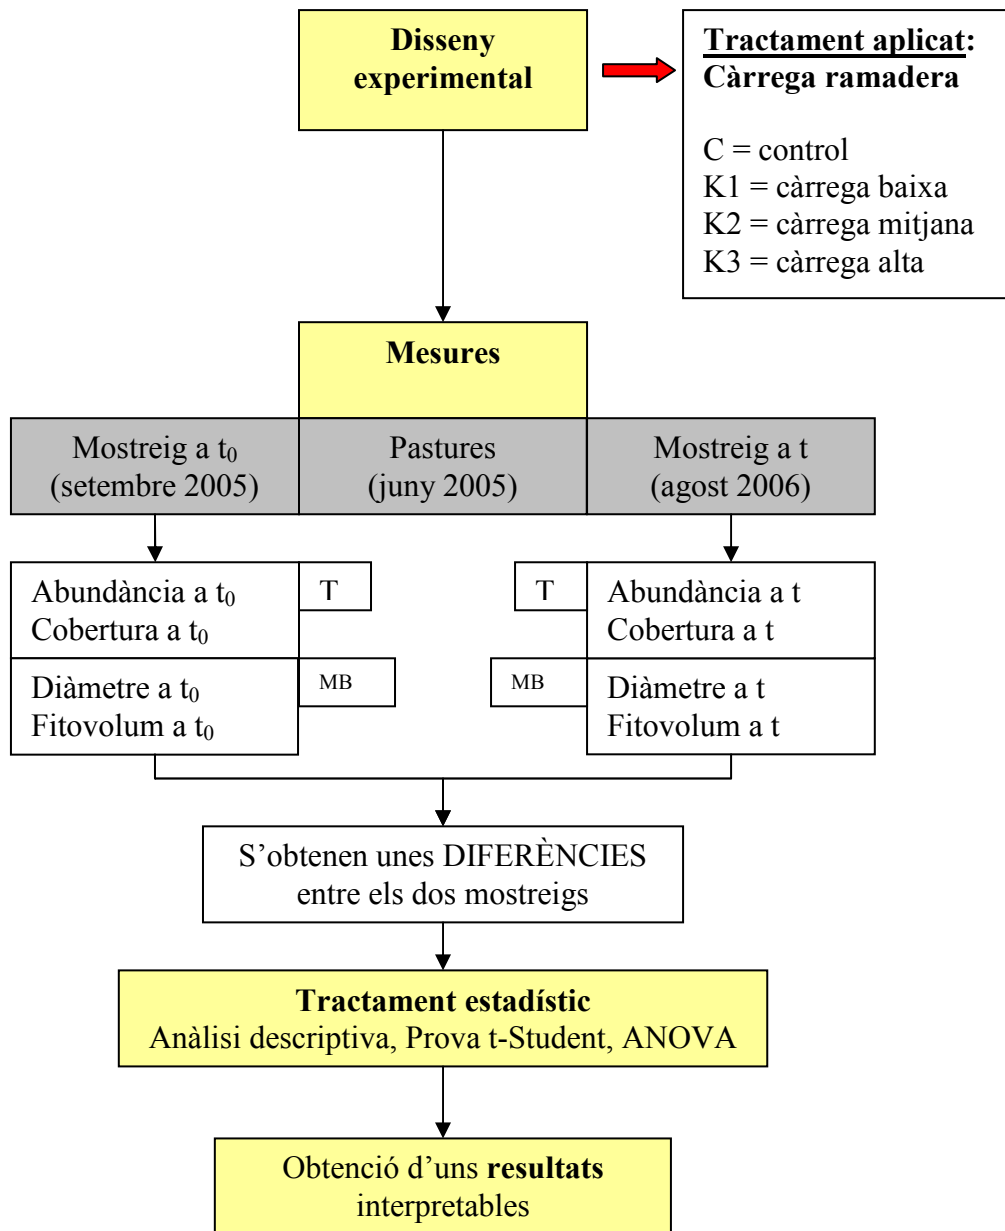 Disseny
experimental
Tractament aplicat:
Càrrega ramadera
C = control
K1 = càrrega baixa
K2 = càrrega mitjana
K3 = càrrega alta
Mesures
Mostreig a t₀
(setembre 2005)
Pastures
(juny 2005)
Mostreig a t
(agost 2006)
Abundància a t₀
Cobertura a t₀
T
T
Abundància a t
Cobertura a t
Diàmetre a t₀
Fitovolum a t₀
MB
MB
Diàmetre a t
Fitovolum a t
S’obtenen unes DIFERÈNCIES
entre els dos mostreigs
Tractament estadístic
Anàlisi descriptiva, Prova t-Student, ANOVA
Obtenció d’uns resultats
interpretables